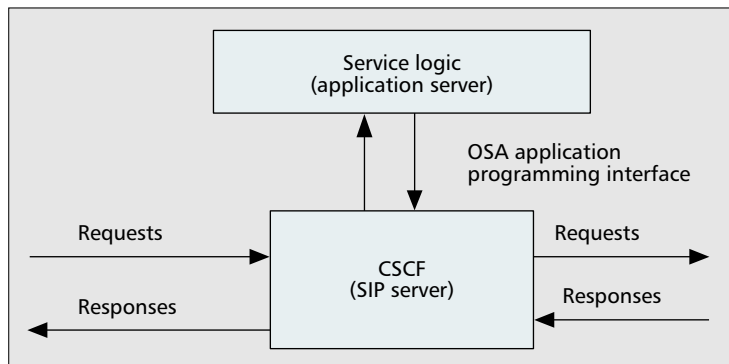 Service logic
(application server)
OSA application
programming interface
Requests
CSCF
(SIP server)
Requests
Responses
Responses